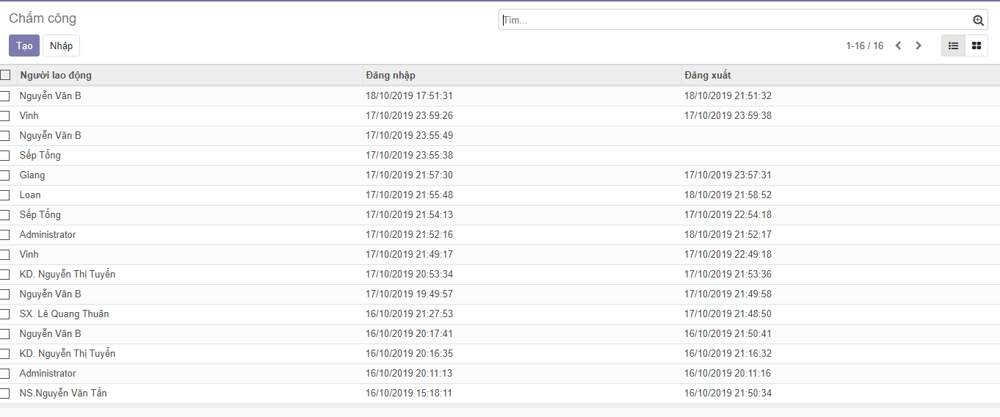 Chấm công
Tìm...
Tạo Nhập 1-16 / 16
Người lao động Đăng nhập Đăng xuất
Nguyễn Văn B 18/10/2019 17:51:31 18/10/2019 21:51:32
Vinh 17/10/2019 23:59:26 17/10/2019 23:59:38
Nguyễn Văn B 17/10/2019 23:55:49
Sếp Tổng 17/10/2019 23:55:38
Giang 17/10/2019 21:57:30 17/10/2019 23:57:31
Loan 17/10/2019 21:55:48 18/10/2019 21:58:52
Sếp Tổng 17/10/2019 21:54:13 17/10/2019 22:54:18
Administrator 17/10/2019 21:52:16 18/10/2019 21:52:17
Vinh 17/10/2019 21:49:17 17/10/2019 22:49:18
KD. Nguyễn Thị Tuyển 17/10/2019 20:53:34 17/10/2019 21:53:36
Nguyễn Văn B 17/10/2019 19:49:57 17/10/2019 21:49:58
SX. Lê Quang Thuận 16/10/2019 21:27:53 17/10/2019 21:48:50
Nguyễn Văn B 16/10/2019 20:17:41 16/10/2019 21:50:41
KD. Nguyễn Thị Tuyển 16/10/2019 20:16:35 16/10/2019 21:16:32
Administrator 16/10/2019 20:11:13 16/10/2019 20:11:16
NS.Nguyễn Văn Tấn 16/10/2019 15:18:11 16/10/2019 21:50:34